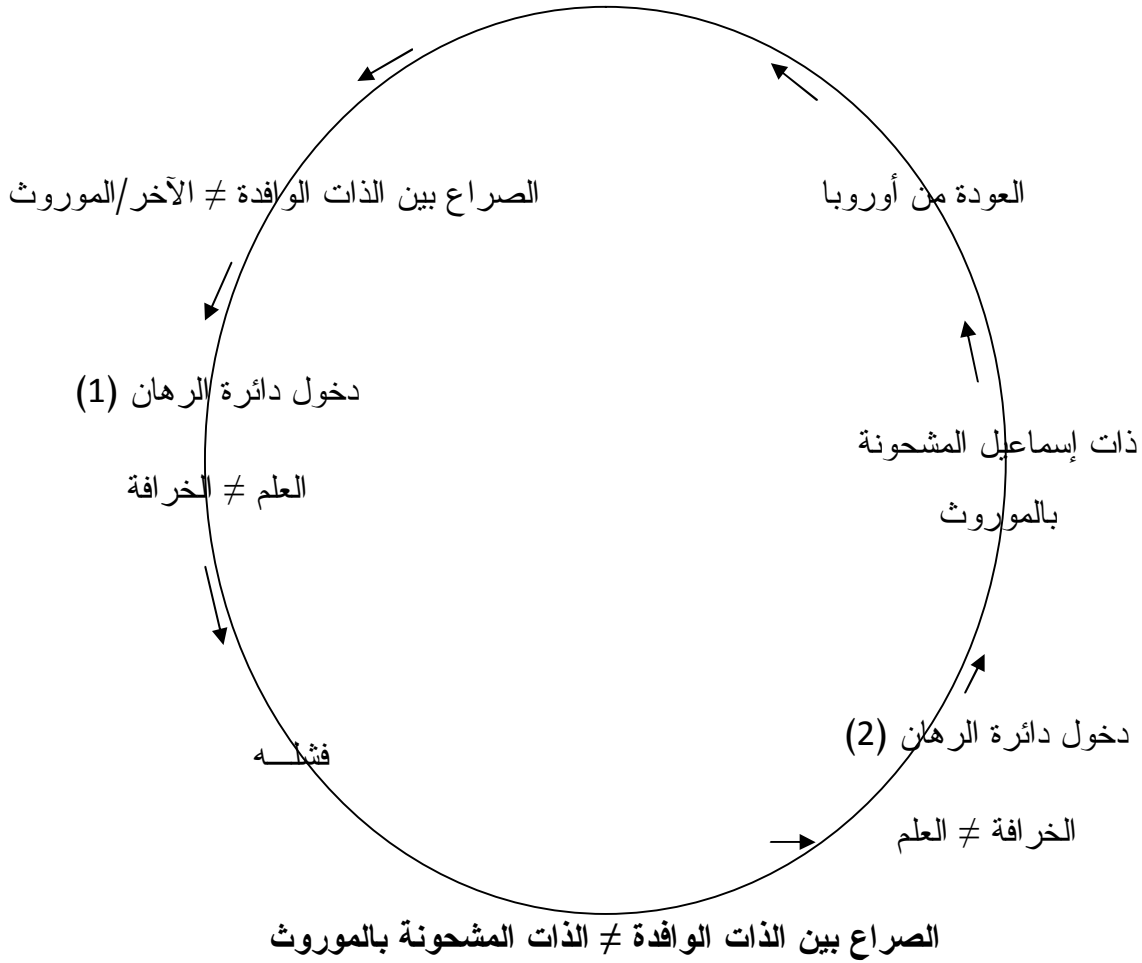 العودة من أوروبا
الصراع بين الذات الوافدة ≠ الآخر/الموروث
دخول دائرة الرهان (1)
ذات إسماعيل المشحونة
العلم ≠ الخرافة
بالموروث
دخول دائرة الرهان (2)
فشلــــه
الخرافة ≠ العلم
الصراع بين الذات الوافدة ≠ الذات المشحونة بالموروث